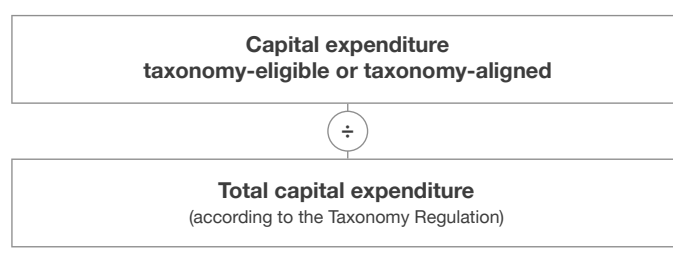 Capital expenditure
taxonomy-eligible or taxonomy-aligned
÷
Total capital expenditure
(according to the Taxonomy Regulation)